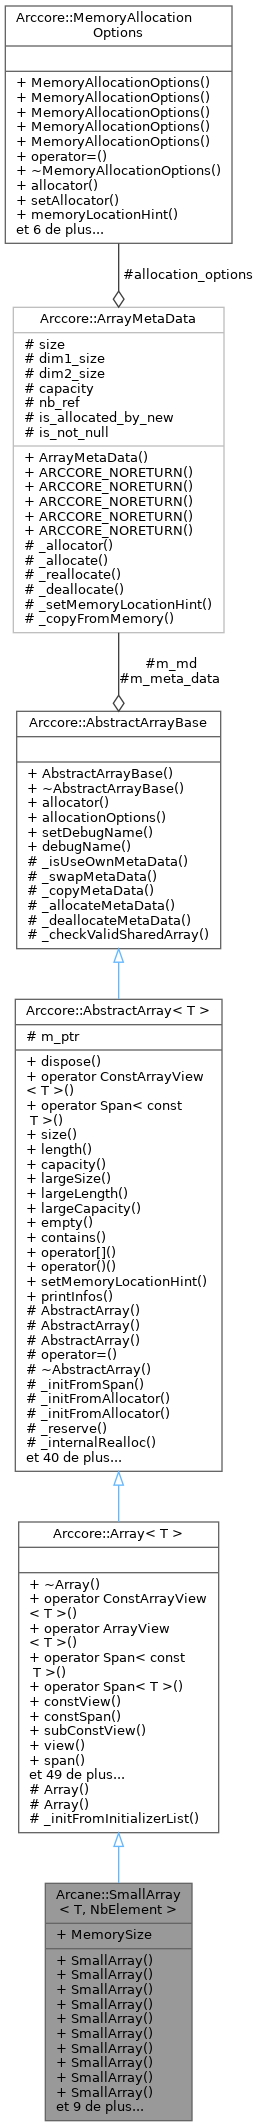 Arccore::MemoryAllocation
Options
+ MemoryAllocationOptions()
+ MemoryAllocationOptions()
+ MemoryAllocationOptions()
+ MemoryAllocationOptions()
+ MemoryAllocationOptions()
+ operator=()
+ ~MemoryAllocationOptions()
+ allocator()
+ setAllocator()
+ memoryLocationHint()
et 6 de plus...
#allocation_options
Arccore::ArrayMetaData
# size
# dim1_size
# dim2_size
# capacity
# nb_ref
# is_allocated_by_new
# is_not_null
+ ArrayMetaData()
+ ARCCORE_NORETURN()
+ ARCCORE_NORETURN()
+ ARCCORE_NORETURN()
+ ARCCORE_NORETURN()
+ ARCCORE_NORETURN()
# _allocator()
# _allocate()
# _reallocate()
# _deallocate()
# _setMemoryLocationHint()
# _copyFromMemory()
#m_md
#m_meta_data
Arccore::AbstractArrayBase
+ AbstractArrayBase()
+ ~AbstractArrayBase()
+ allocator()
+ allocationOptions()
+ setDebugName()
+ debugName()
# _isUseOwnMetaData()
# _swapMetaData()
# _copyMetaData()
# _allocateMetaData()
# _deallocateMetaData()
# _checkValidSharedArray()
Arccore::AbstractArray< T >
# m_ptr
+ dispose()
+ operator ConstArrayView
< T >()
+ operator Span< const
T >()
+ size()
+ length()
+ capacity()
+ largeSize()
+ largeLength()
+ largeCapacity()
+ empty()
+ contains()
+ operator[]()
+ operator()()
+ setMemoryLocationHint()
+ printInfos()
# AbstractArray()
# AbstractArray()
# AbstractArray()
# operator=()
# ~AbstractArray()
# _initFromSpan()
# _initFromAllocator()
# _initFromAllocator()
# _reserve()
# _internalRealloc()
et 40 de plus...
Arccore::Array< T >
+ ~Array()
+ operator ConstArrayView
< T >()
+ operator ArrayView
< T >()
+ operator Span< const
T >()
+ operator Span< T >()
+ constView()
+ constSpan()
+ subConstView()
+ view()
+ span()
et 49 de plus...
# Array()
# Array()
# _initFromInitializerList()
Arcane::SmallArray
< T, NbElement >
+ MemorySize
+ SmallArray()
+ SmallArray()
+ SmallArray()
+ SmallArray()
+ SmallArray()
+ SmallArray()
+ SmallArray()
+ SmallArray()
+ SmallArray()
+ SmallArray()
et 9 de plus...